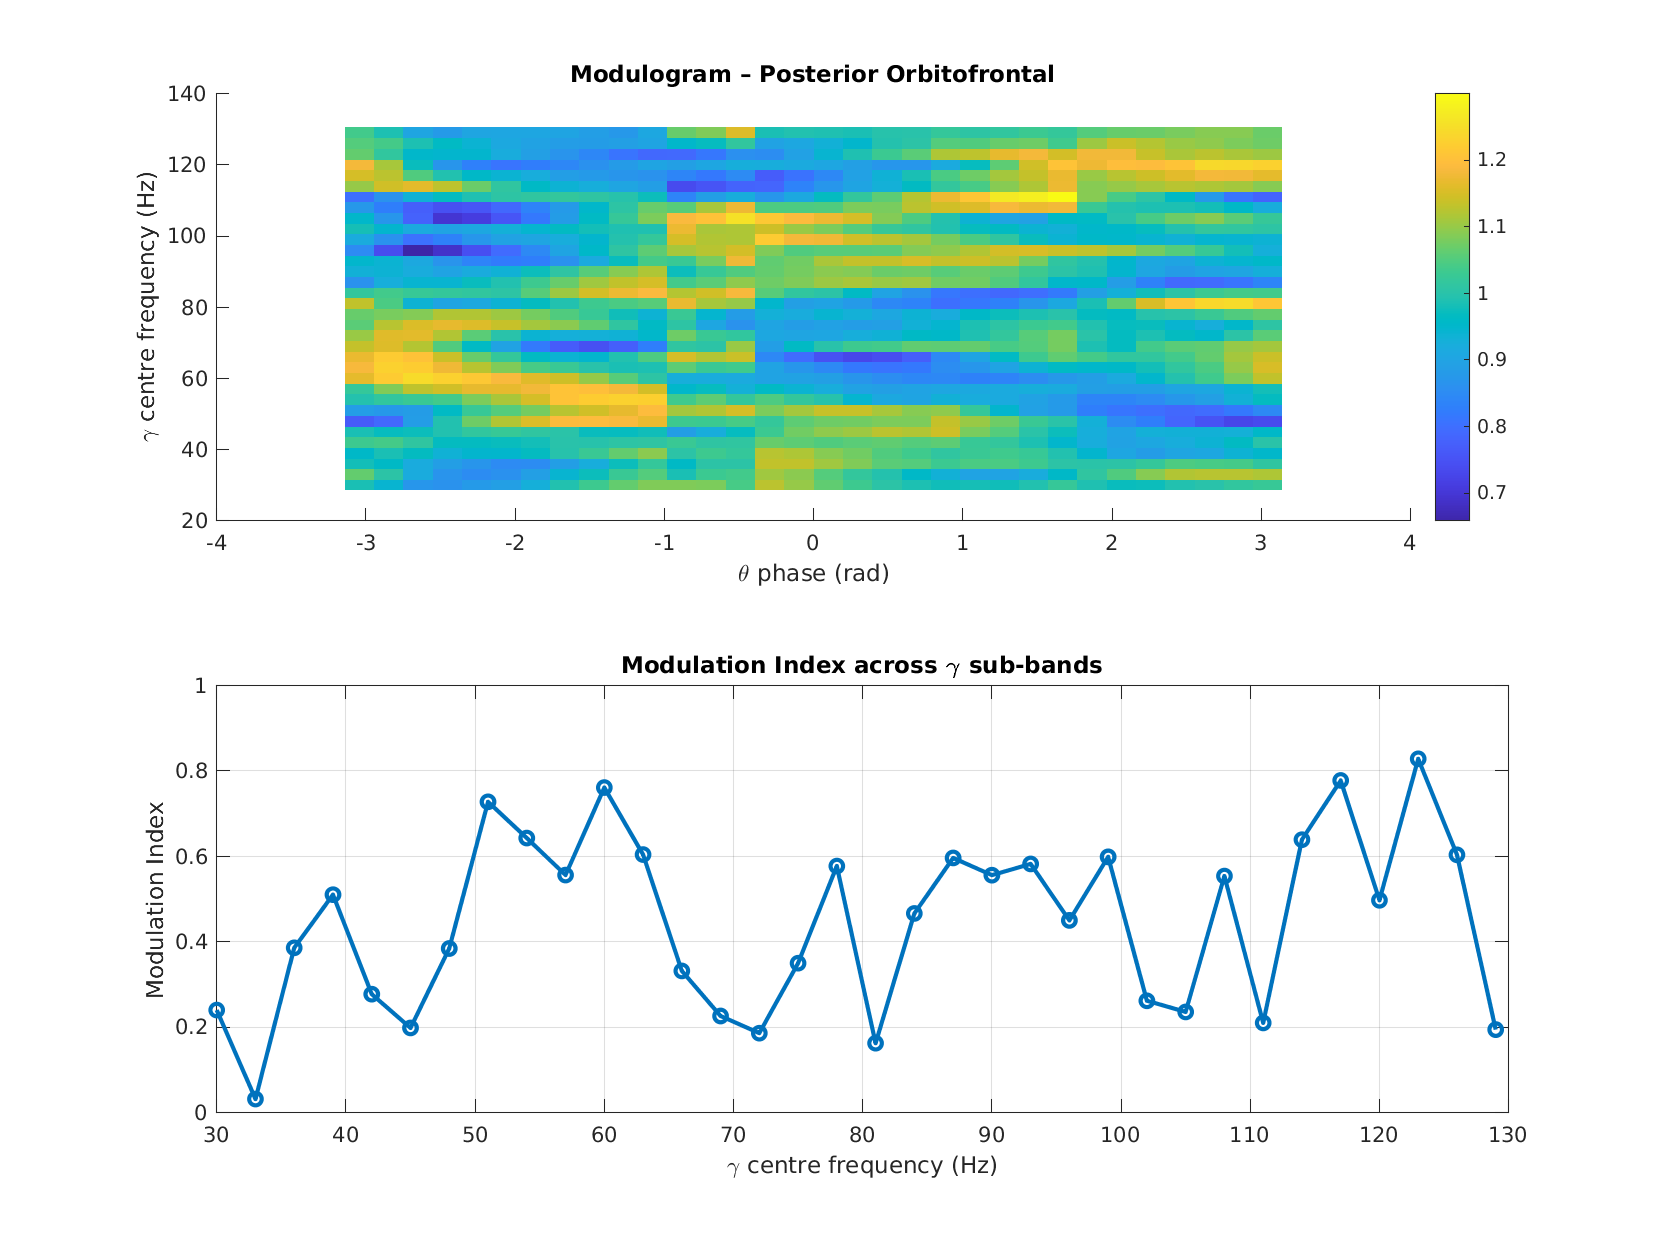 Modulogram – Posterior Orbitofrontal
140
120
100
80
60
40
20
γ centre frequency (Hz)
-4 -3 -2 -1 0 1 2 3 4
θ phase (rad)
1.2
1.1
1
0.9
0.8
0.7
Modulation Index across γ sub-bands
1
0.8
0.6
0.4
0.2
0
Modulation Index
30 40 50 60 70 80 90 100 110 120 130
γ centre frequency (Hz)